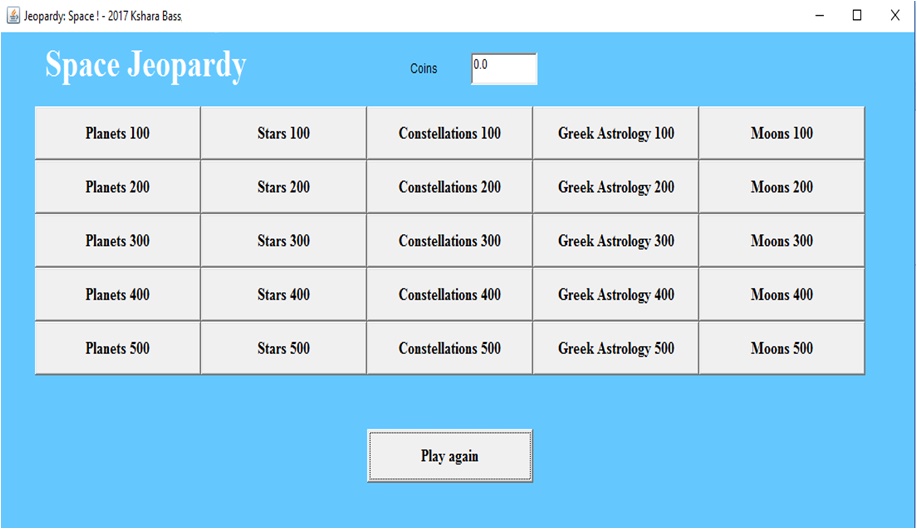 Jeopardy: Space ! - 2017 Kshara Bass,
Space Jeopardy
Coins 0.0
Planets 100 Stars 100 Constellations 100 Greek Astrology 100 Moons 100
Planets 200 Stars 200 Constellations 200 Greek Astrology 200 Moons 200
Planets 300 Stars 300 Constellations 300 Greek Astrology 300 Moons 300
Planets 400 Stars 400 Constellations 400 Greek Astrology 400 Moons 400
Planets 500 Stars 500 Constellations 500 Greek Astrology 500 Moons 500
Play again